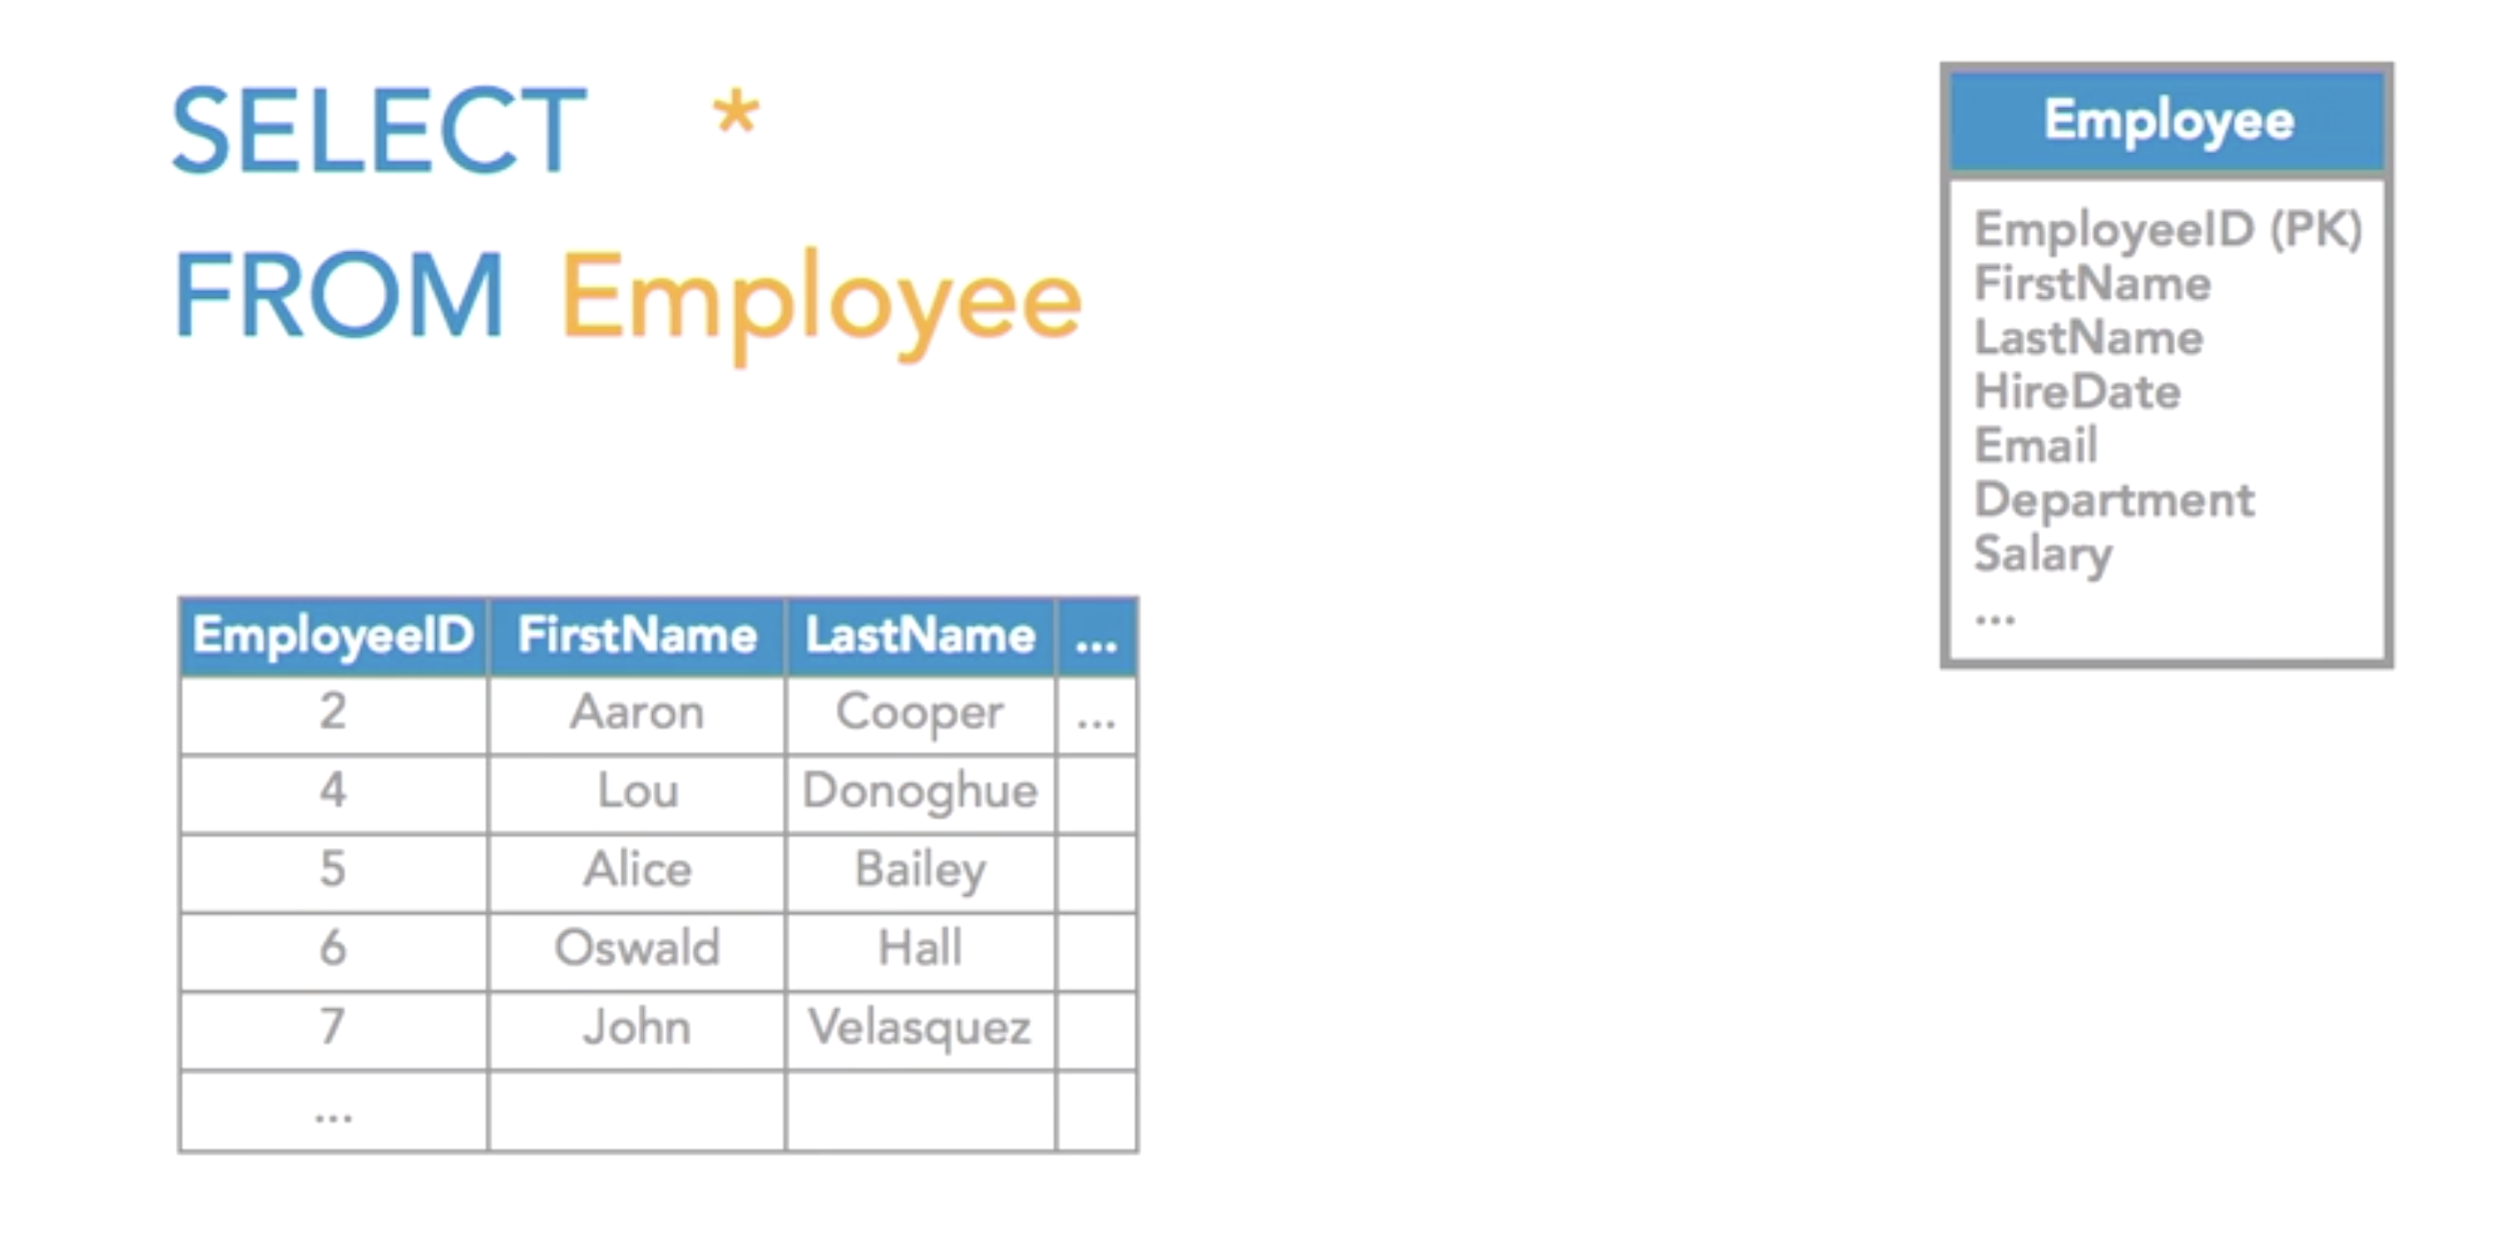 SELECT *
FROM Employee
EmployeeID FirstName LastName ...
2 Aaron Cooper ...
4 Lou Donoghue
5 Alice Bailey
6 Oswald Hall
7 John Velasquez
...
Employee
EmployeeID (PK)
FirstName
LastName
HireDate
Email
Department
Salary
...